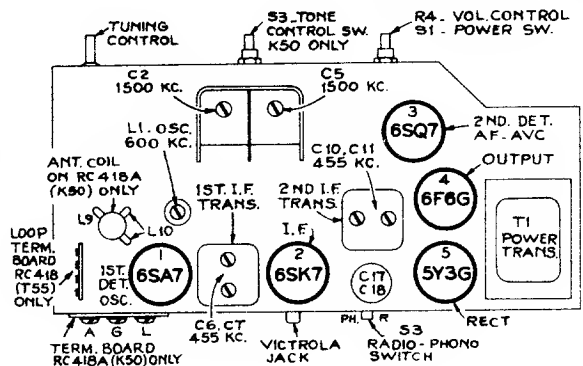 TUNING
CONTROL
S3-TONE
CONTROL SW.
K50 ONLY
R4- VOL. CONTROL
S1- POWER SW.
C2
1500 KC.
C5
1500 KC.
L1. OSC.
600 KC.
3
6SQ7
2ND. DET.
AF-AVC
ANT. COIL
ON RC418A
(K50) ONLY
C10, C11
455 KC.
OUTPUT
4
6F6G
1ST. I.F.
TRANS.
2ND I.F.
TRANS.
L9
L10
T1
POWER
TRANS.
LOOP
TERM.
BOARD
RC418
(T55)
ONLY
1ST.
DET.
OSC.
1
6SA7
I.F.
2
6SK7
C17
C18
5
5Y3G
C6, C7
455 KC.
A G L
PH. R
S3
RADIO-PHONO
SWITCH
RECT
TERM. BOARD
RC418A(K50)ONLY
VICTROLA
JACK